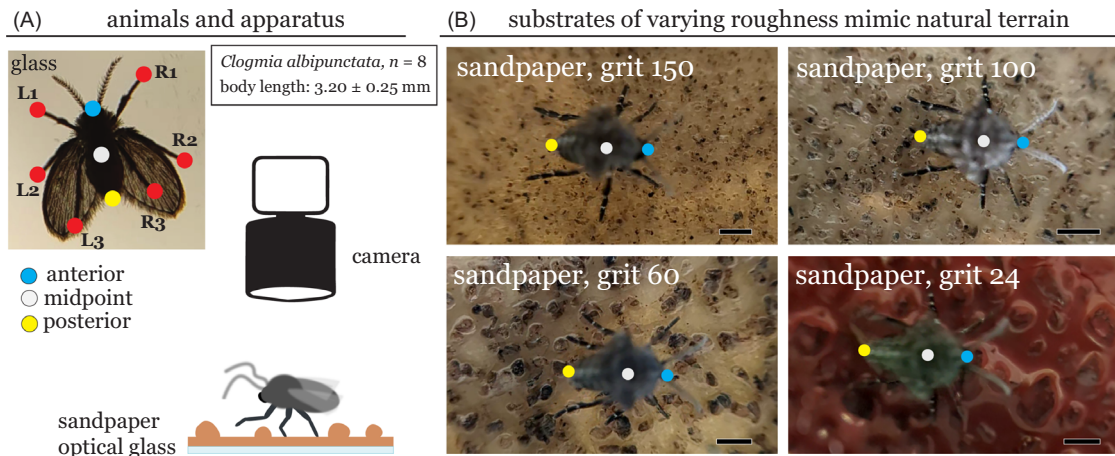 (A) animals and apparatus
glass
R1
L1
R2
L2
R3
L3
Clogmia albipunctata, n = 8
body length: 3.20 ± 0.25 mm
anterior
midpoint
posterior
camera
sandpaper
optical glass
(B) substrates of varying roughness mimic natural terrain
sandpaper, grit 150
sandpaper, grit 100
sandpaper, grit 60
sandpaper, grit 24